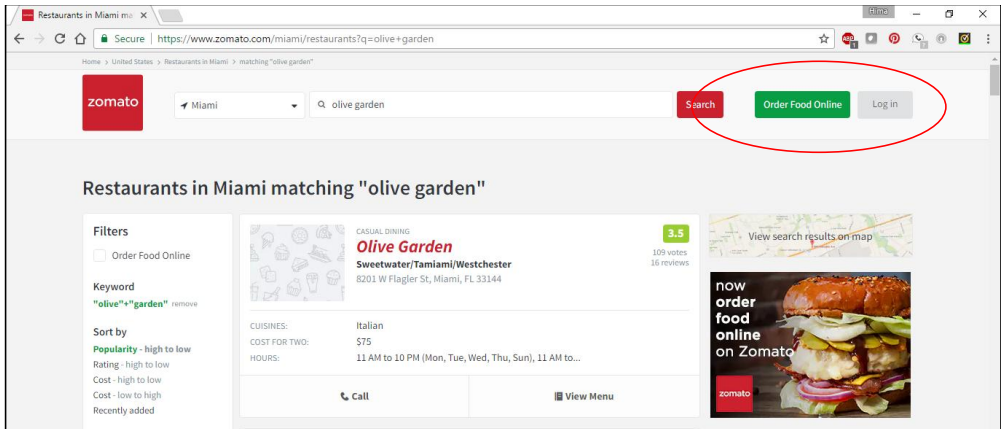 Restaurants in Miami ma
Hima
Secure | https://www.zomato.com/miami/restaurants?q=olive+garden
ABP
1
1
Home > United States > Restaurants in Miami > matching "olive garden"
zomato
Miami
olive garden
Search
Order Food Online
Log in
Restaurants in Miami matching "olive garden"
Filters
Order Food Online
Keyword
"olive"+"garden" remove
Sort by
Popularity - high to low
Rating - high to low
Cost - high to low
Cost - low to high
Recently added
CASUAL DINING
Olive Garden
Sweetwater/Tamiami/Westchester
8201 W Flagler St, Miami, FL 33144
3.5
109 votes
16 reviews
CUISINES: Italian
COST FOR TWO: $75
HOURS: 11 AM to 10 PM (Mon, Tue, Wed, Thu, Sun), 11 AM to...
Call
View Menu
View search results on map
now
order
food
online
on Zomato
zomato